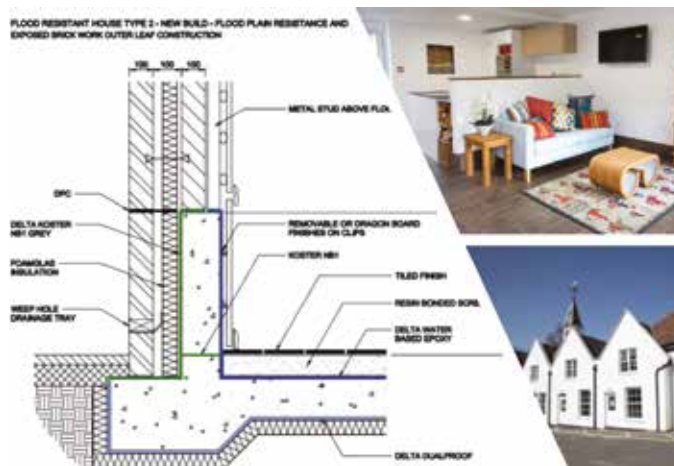 FLOOD RESISTANT HOUSE TYPE 2 - NEW BUILD - FLOOD PLAIN RESISTANCE AND
EXPOSED BRICK WORK OUTER LEAF CONSTRUCTION
100 100 100
METAL STUD ABOVE
DPC
DELTA KOSTER
NB1 GREY
REMOVABLE OR DRAGON BOARD
FINISHES ON CLIPS
KOSTER NB1
FOAMGLAS
INSULATION
TILED FINISH
RESIN BONDED
WEEP HOLE
DRAINAGE TRAY
DELTA WATER
BASED EPOXY
DELTA DUALPROOF